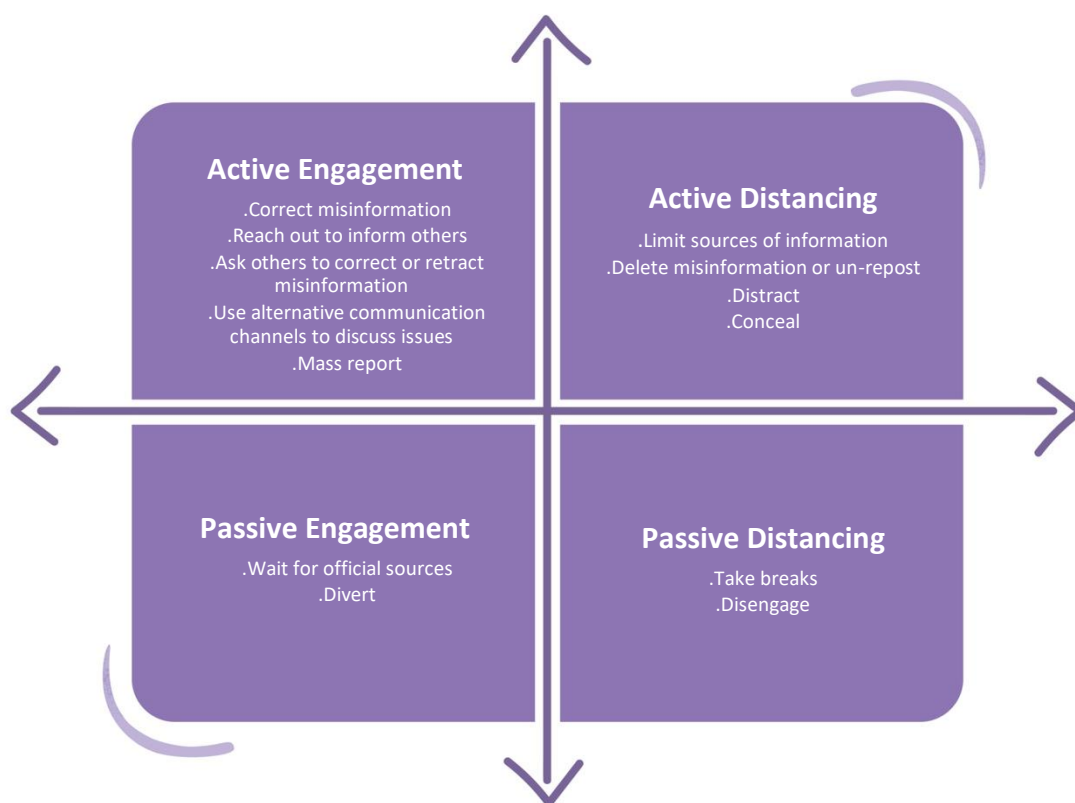 Active Engagement
.Correct misinformation
.Reach out to inform others
.Ask others to correct or retract
misinformation
.Use alternative communication
channels to discuss issues
.Mass report
Active Distancing
.Limit sources of information
.Delete misinformation or un-repost
.Distract
.Conceal
Passive Engagement
.Wait for official sources
.Divert
Passive Distancing
.Take breaks
.Disengage